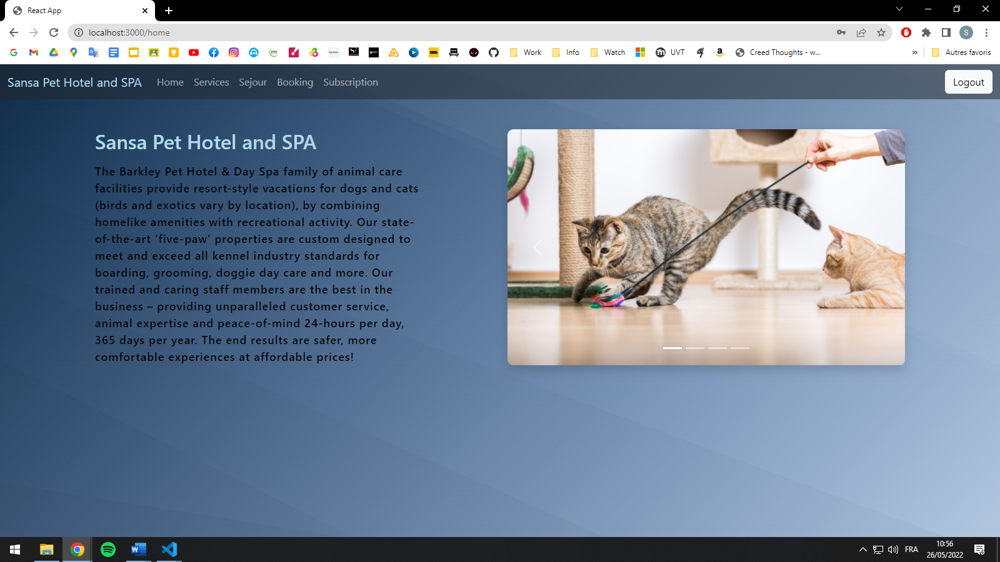 React App
localhost:3000/home
S
YTS
IMDb
Work
Info
Watch
UVT
Creed Thoughts - w...
»
Autres favoris
Sansa Pet Hotel and SPA
Home
Services
Sejour
Booking
Subscription
Logout
Sansa Pet Hotel and SPA
The Barkley Pet Hotel & Day Spa family of animal care
facilities provide resort-style vacations for dogs and cats
(birds and exotics vary by location), by combining
homelike amenities with recreational activity. Our state-
of-the-art ‘five-paw’ properties are custom designed to
meet and exceed all kennel industry standards for
boarding, grooming, doggie day care and more. Our
trained and caring staff members are the best in the
business – providing unparalleled customer service,
animal expertise and peace-of-mind 24-hours per day,
365 days per year. The end results are safer, more
comfortable experiences at affordable prices!
FRA
10:56
26/05/2022